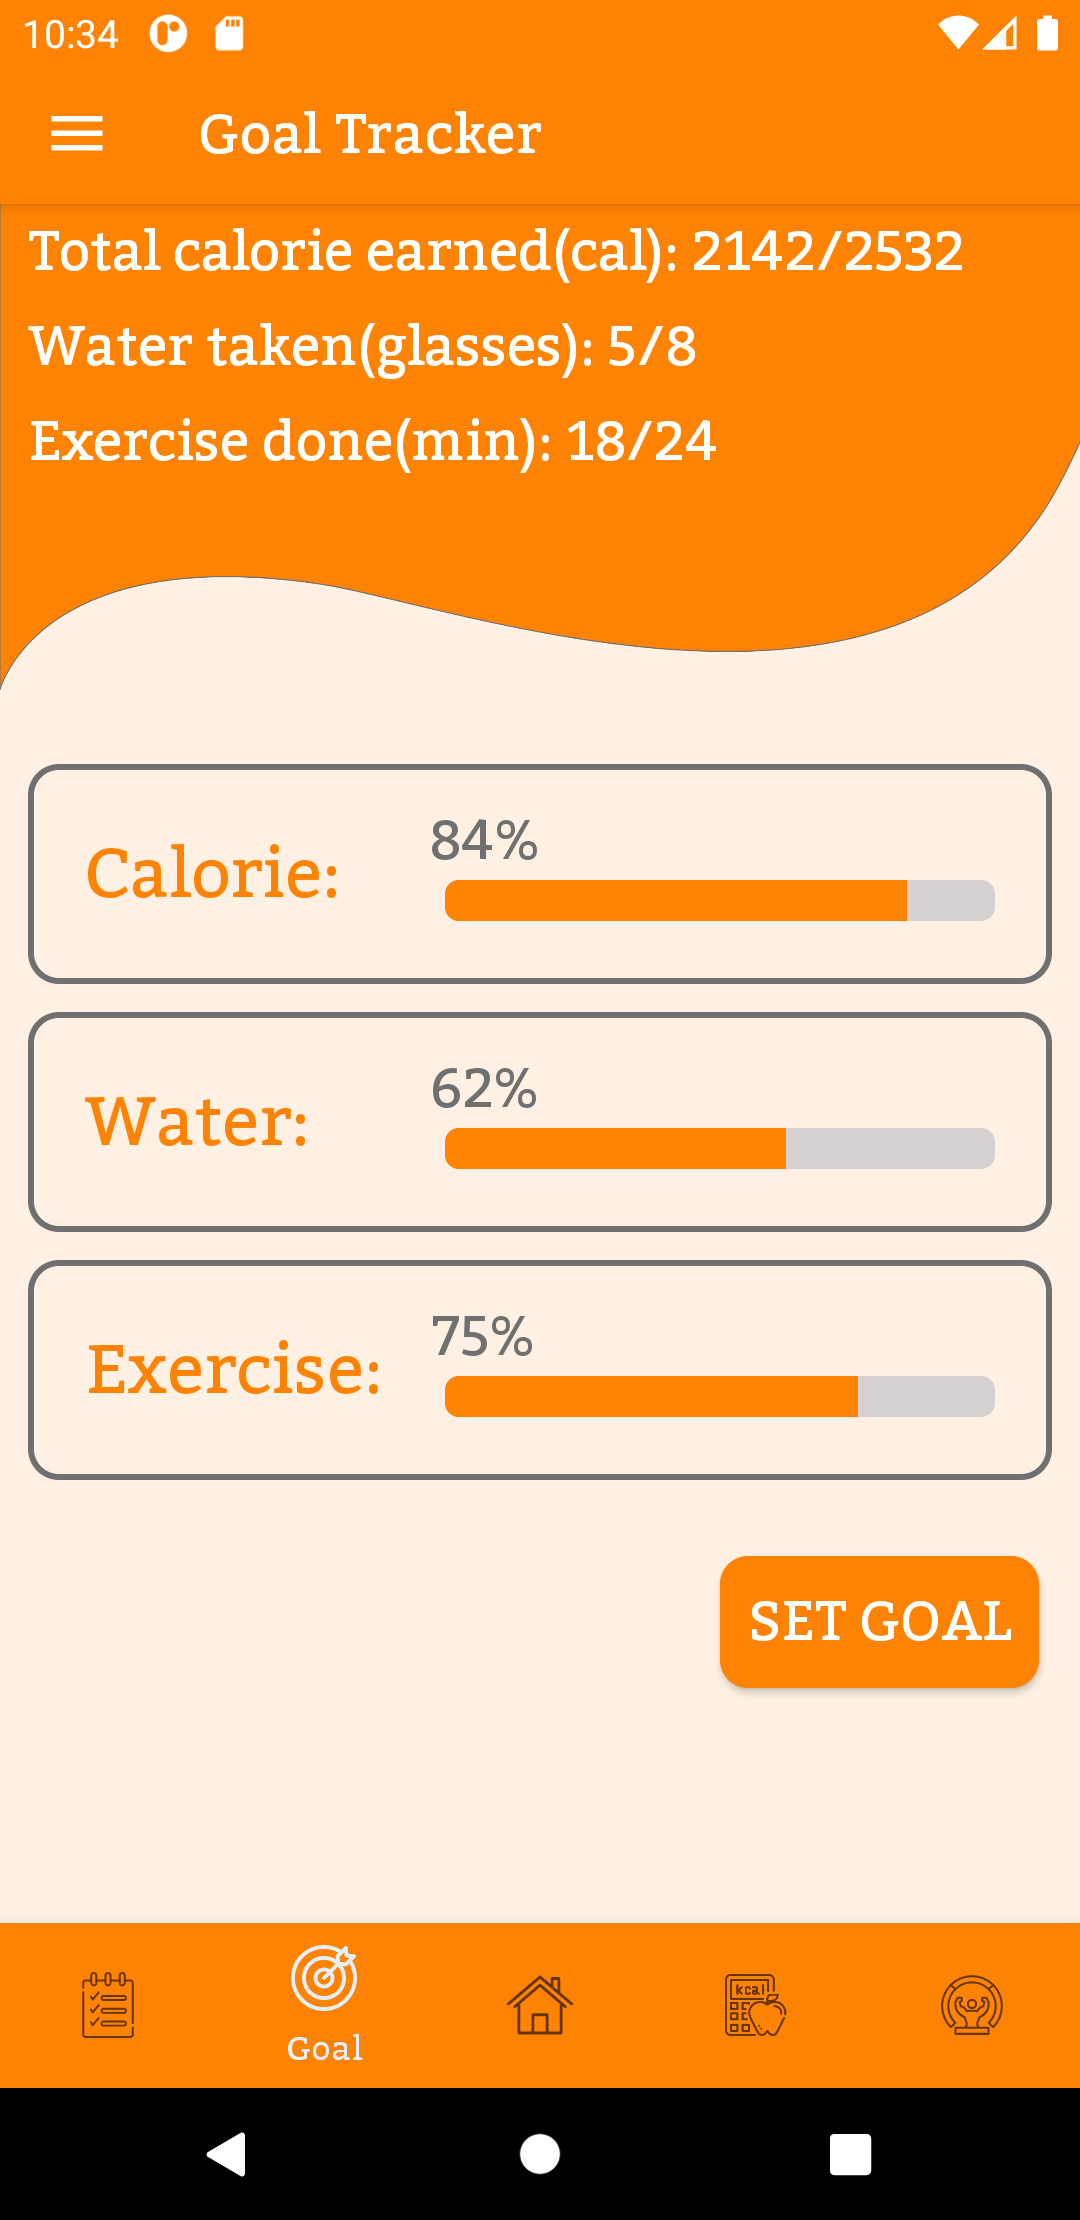 10:34
Goal Tracker
Total calorie earned(cal): 2142/2532
Water taken(glasses): 5/8
Exercise done(min): 18/24
84%
Calorie:
62%
Water:
75%
Exercise:
SET GOAL
kcal
Goal